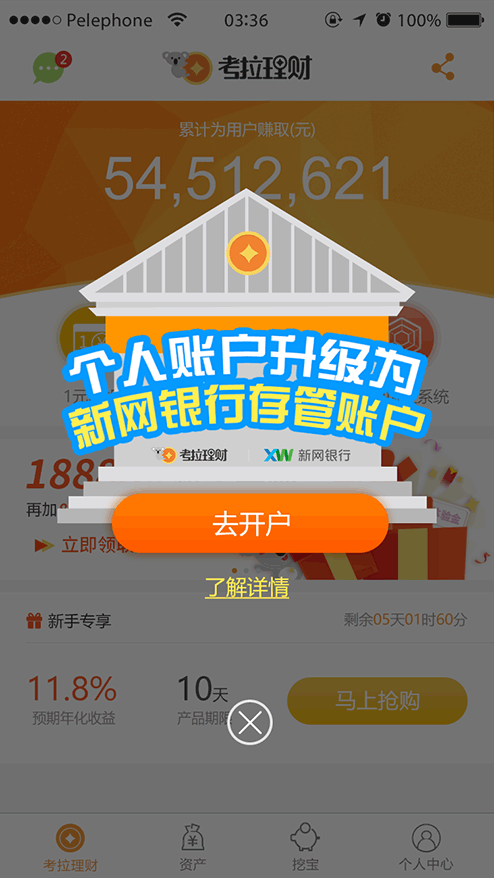 Pelephone 03:36 100%
2 考拉理财
累计为用户赚取(元)
54,512,621
个人账户升级为
新网银行存管账户
1元 系统
考拉理财 XW 新网银行
188
再加
去开户
立即领取
验金
了解详情
新手专享 剩余05天01时60分
11.8% 10天 马上抢购
预期年化收益 产品期限
考拉理财 资产 挖宝 个人中心